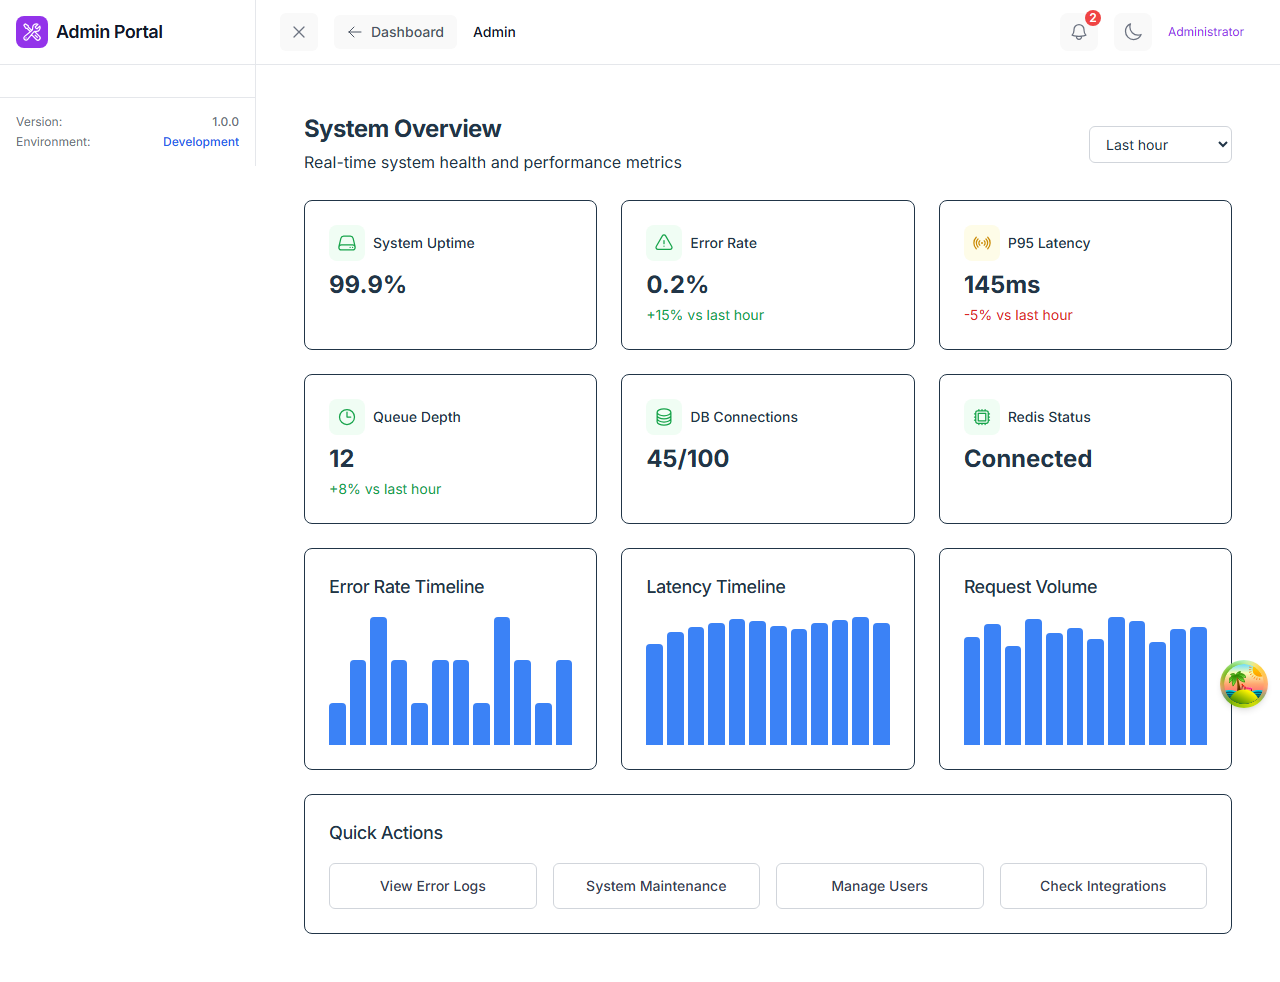 Admin Portal
Dashboard
Admin
2
Administrator
Version: 1.0.0
Environment: Development
System Overview
Real-time system health and performance metrics
Last hour
System Uptime
99.9%
Error Rate
0.2%
+15% vs last hour
P95 Latency
145ms
-5% vs last hour
Queue Depth
12
+8% vs last hour
DB Connections
45/100
Redis Status
Connected
Error Rate Timeline
Latency Timeline
Request Volume
Quick Actions
View Error Logs
System Maintenance
Manage Users
Check Integrations